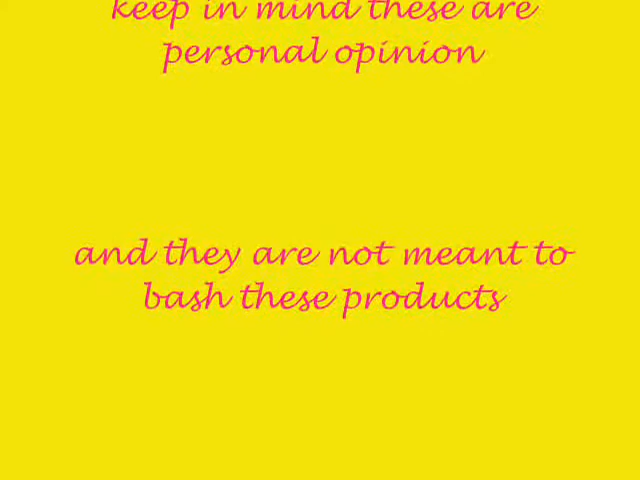 keep in mind these are
personal opinion
and they are not meant to
bash these products